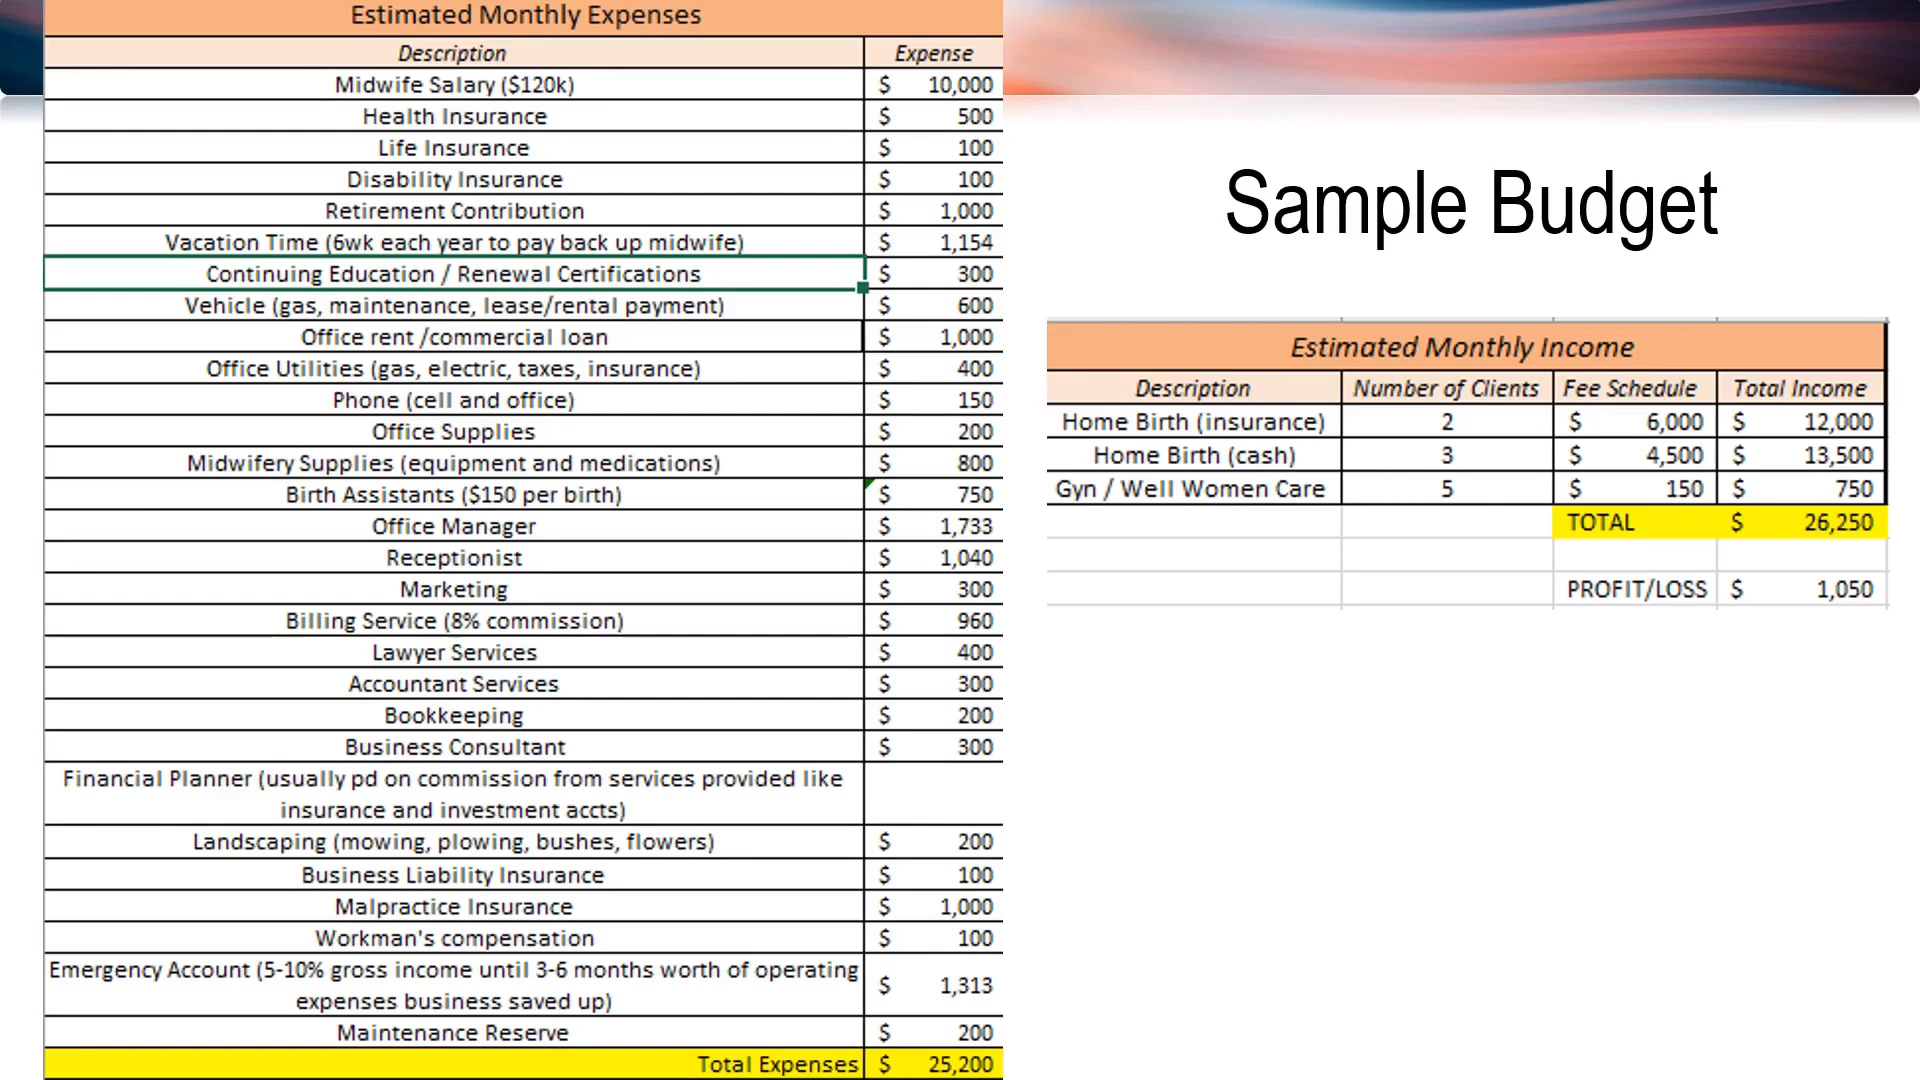 Estimated Monthly Expenses
Description Expense
Midwife Salary ($120k) $ 10,000
Health Insurance $ 500
Life Insurance $ 100
Disability Insurance $ 100
Retirement Contribution $ 1,000
Vacation Time (6wk each year to pay back up midwife) $ 1,154
Continuing Education / Renewal Certifications $ 300
Vehicle (gas, maintenance, lease/rental payment) $ 600
Office rent /commercial loan $ 1,000
Office Utilities (gas, electric, taxes, insurance) $ 400
Phone (cell and office) $ 150
Office Supplies $ 200
Midwifery Supplies (equipment and medications) $ 800
Birth Assistants ($150 per birth) $ 750
Office Manager $ 1,733
Receptionist $ 1,040
Marketing $ 300
Billing Service (8% commission) $ 960
Lawyer Services $ 400
Accountant Services $ 300
Bookkeeping $ 200
Business Consultant $ 300
Financial Planner (usually pd on commission from services provided like
insurance and investment accts)
Landscaping (mowing, plowing, bushes, flowers) $ 200
Business Liability Insurance $ 100
Malpractice Insurance $ 1,000
Workman's compensation $ 100
Emergency Account (5-10% gross income until 3-6 months worth of operating
expenses business saved up) $ 1,313
Maintenance Reserve $ 200
Total Expenses $ 25,200
Sample Budget
Estimated Monthly Income
Description Number of Clients Fee Schedule Total Income
Home Birth (insurance) 2 $ 6,000 $ 12,000
Home Birth (cash) 3 $ 4,500 $ 13,500
Gyn / Well Women Care 5 $ 150 $ 750
TOTAL $ 26,250
PROFIT/LOSS $ 1,050